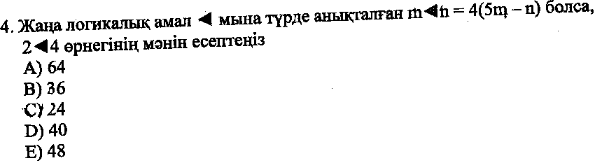 4. Жаңа логикалық амал ◄ мына түрде анықталған m◄n = 4(5m – n) болса,
2◄4 өрнегінің мәнін есептеңіз
A) 64
B) 36
C) 24
D) 40
E) 48